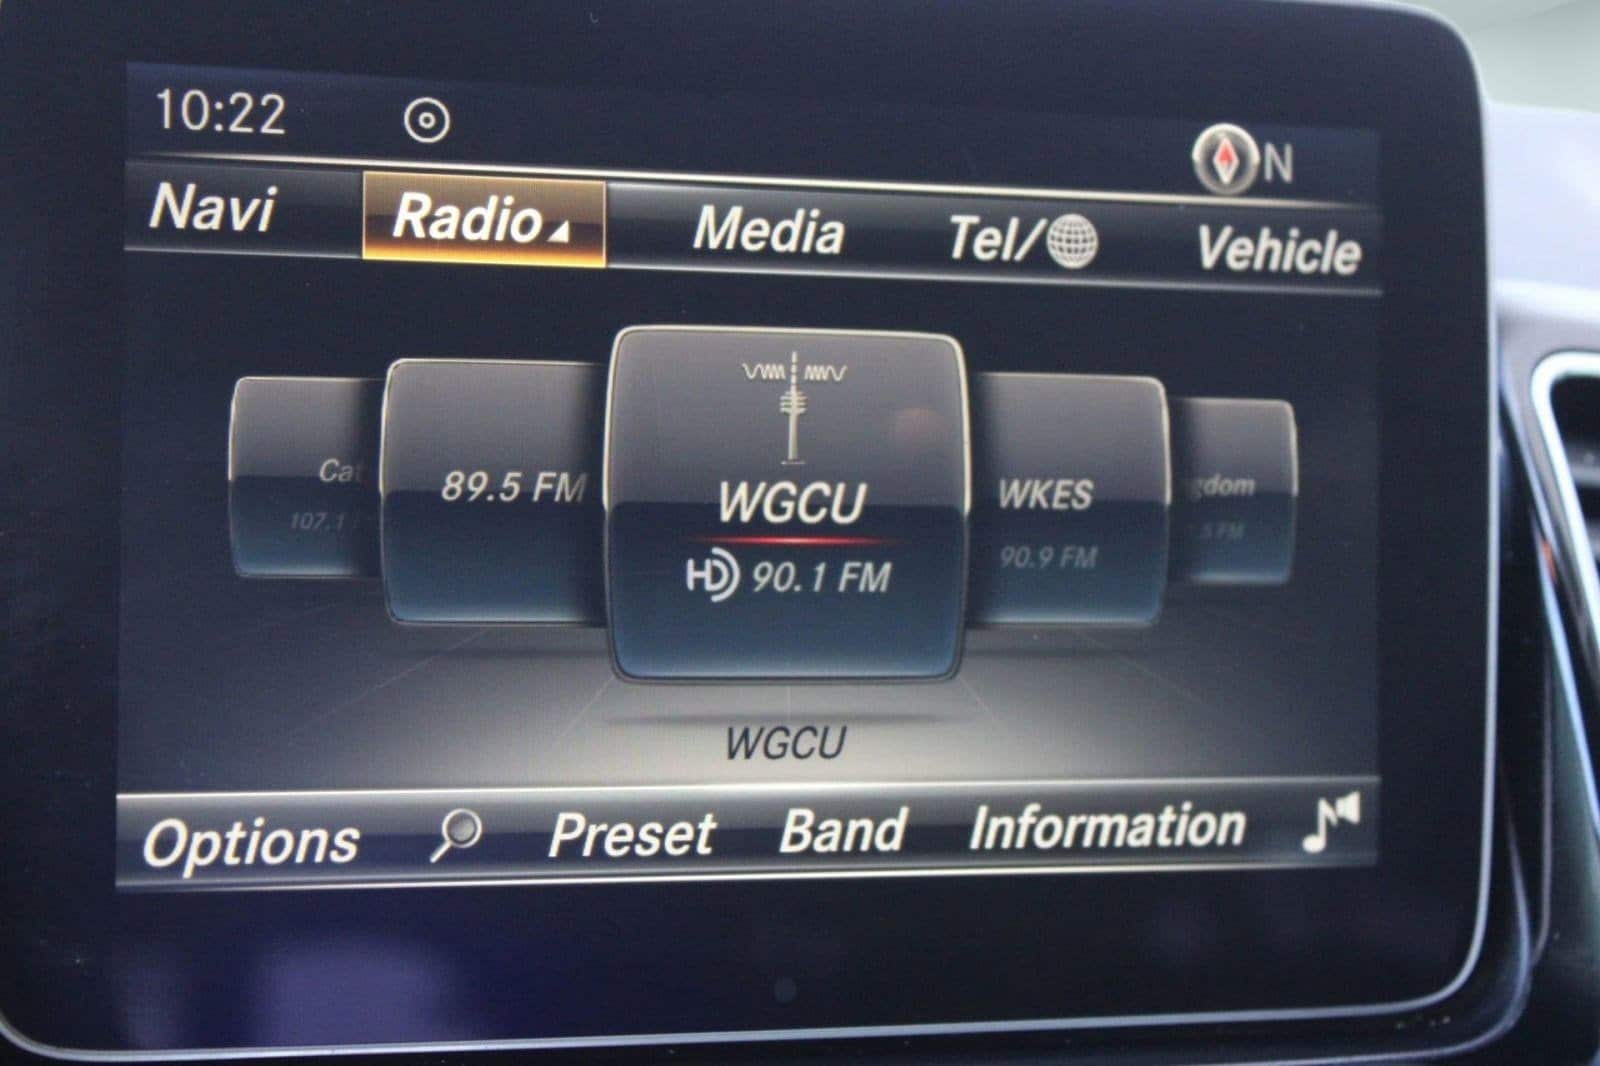 10:22
N
Navi Radio Media Tel/ Vehicle
89.5 FM
WGCU
HD 90.1 FM
WKES
90.9 FM
WGCU
Options Preset Band Information